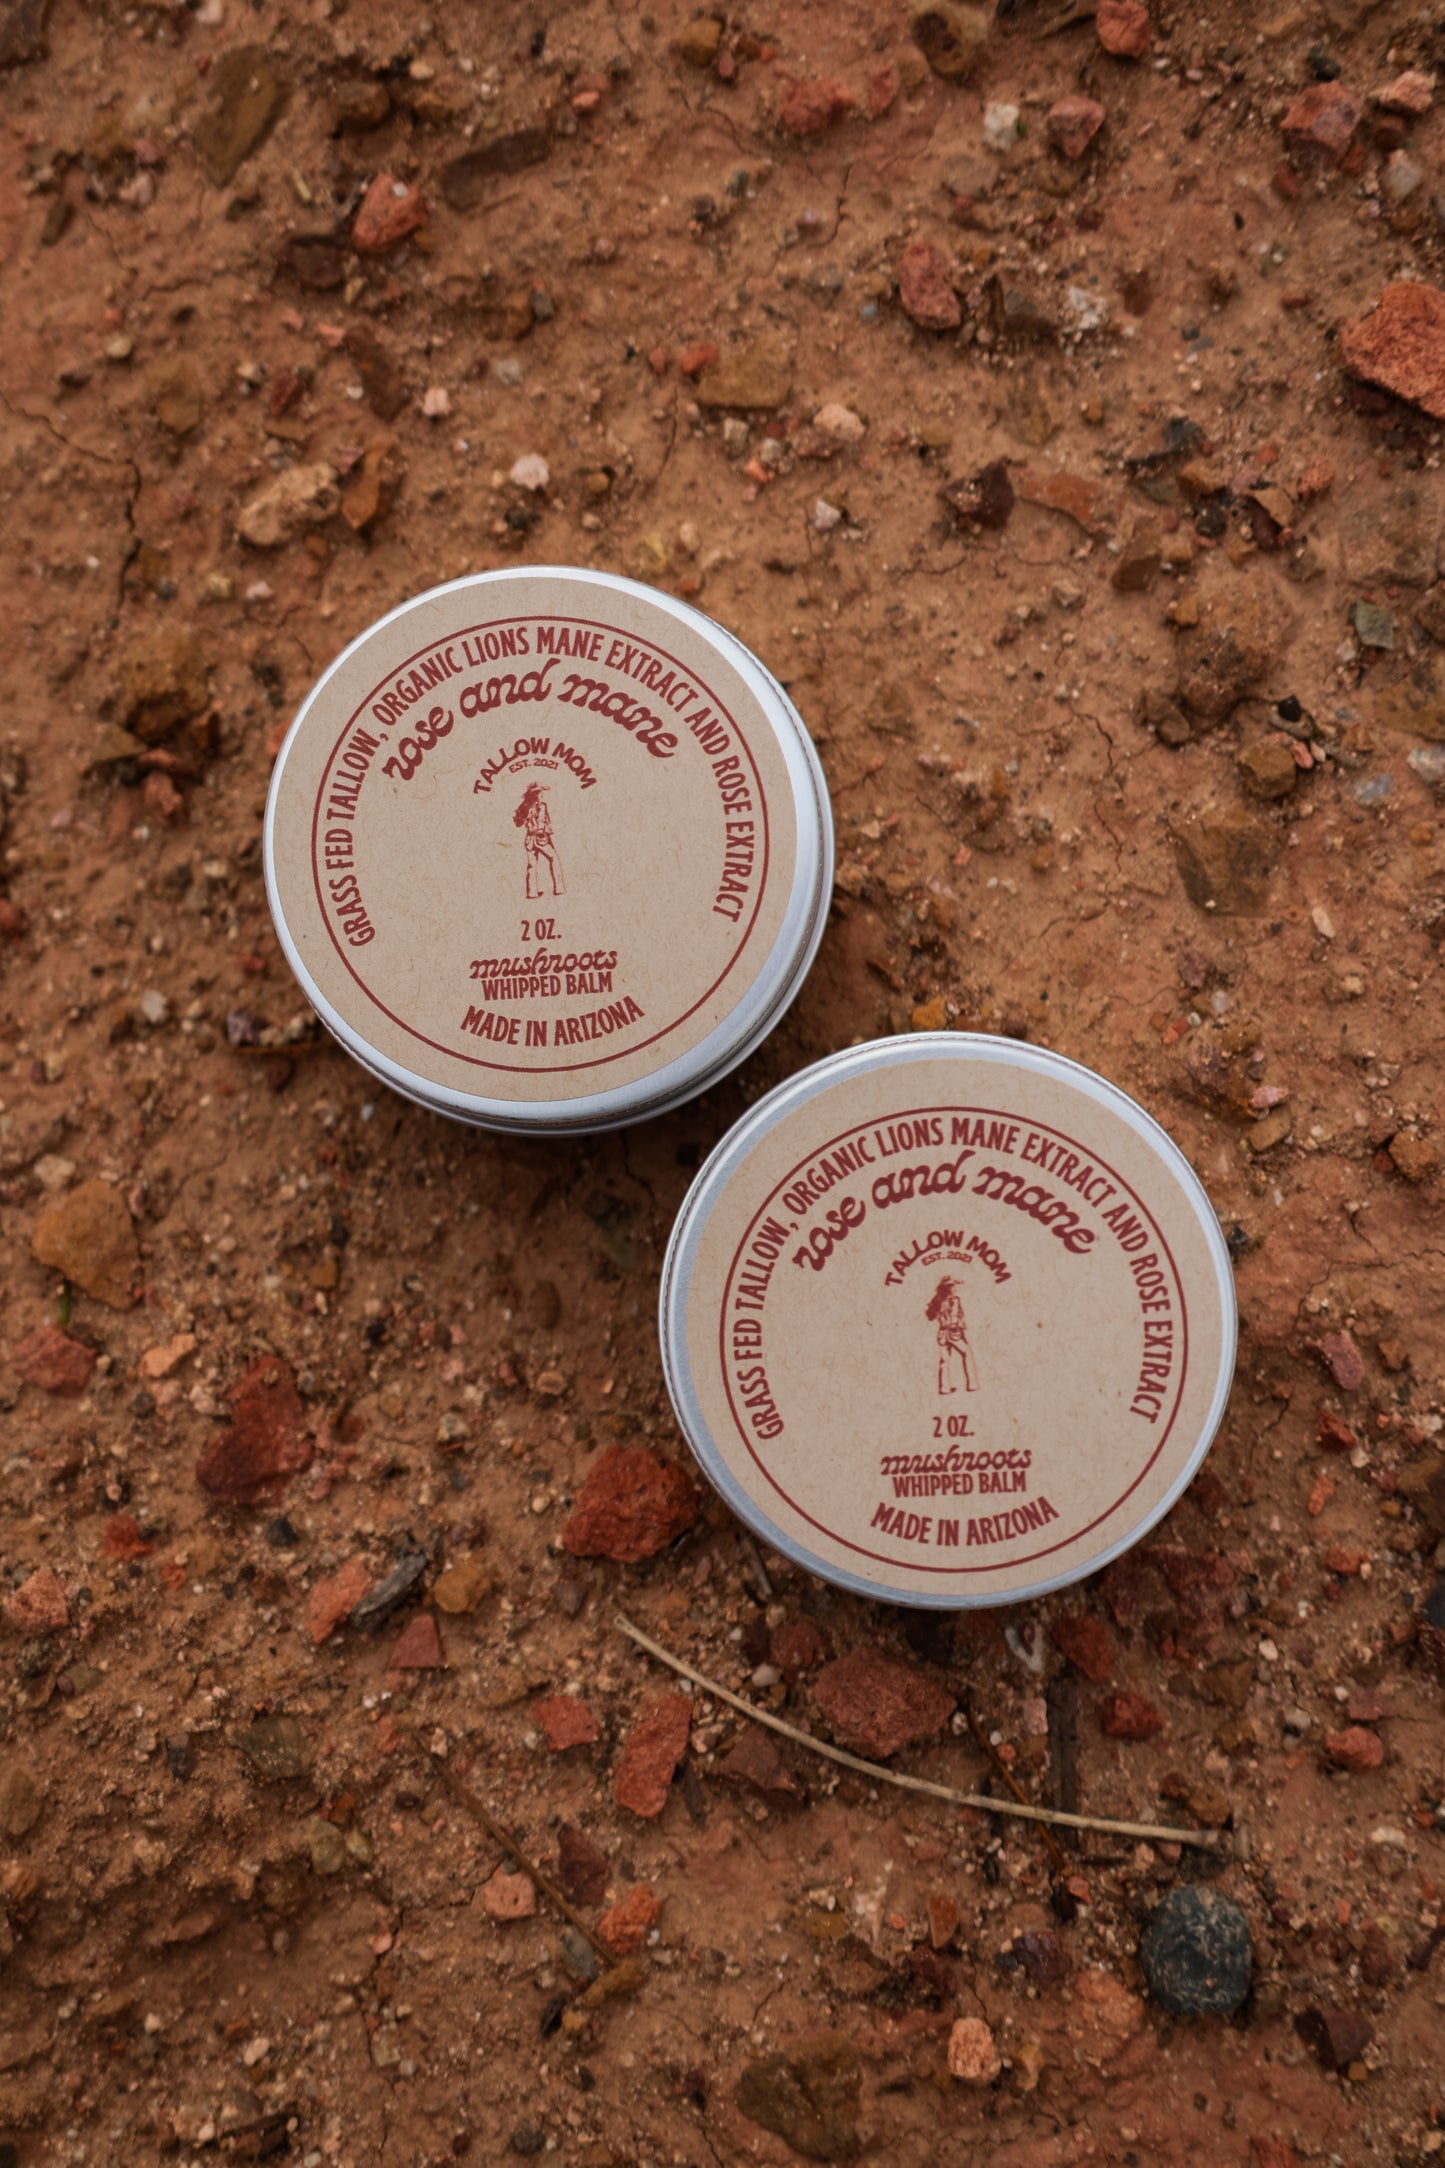 GRASS FED TALLOW, ORGANIC LIONS MANE EXTRACT AND ROSE EXTRACT
rose and mane
TALLOW MOM
EST. 2021
2 OZ.
mushroots
WHIPPED BALM
MADE IN ARIZONA
GRASS FED TALLOW, ORGANIC LIONS MANE EXTRACT AND ROSE EXTRACT
rose and mane
TALLOW MOM
EST. 2021
2 OZ.
mushroots
WHIPPED BALM
MADE IN ARIZONA